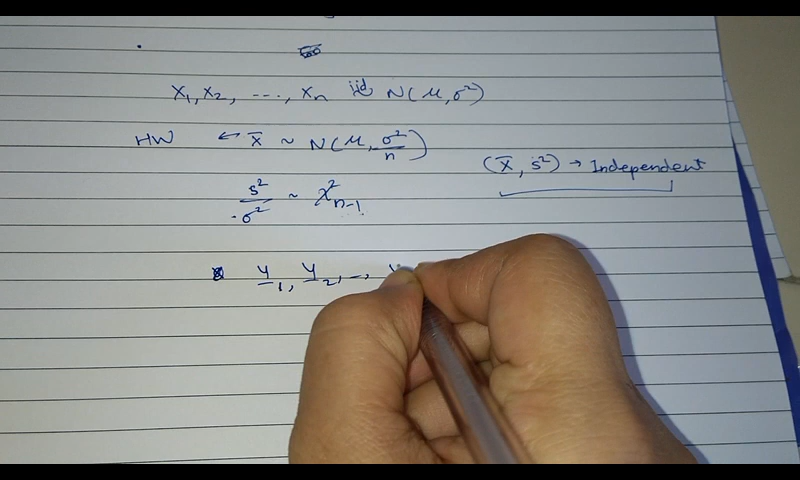 X₁, X₂, ...., Xₙ iid N(μ, σ²)
HW ← X̄ ~ N(μ, σ²/n)
(X̄, s²) → Independent
s²/σ² ~ χ²ₙ₋₁
Y₁, Y₂, ..., Y